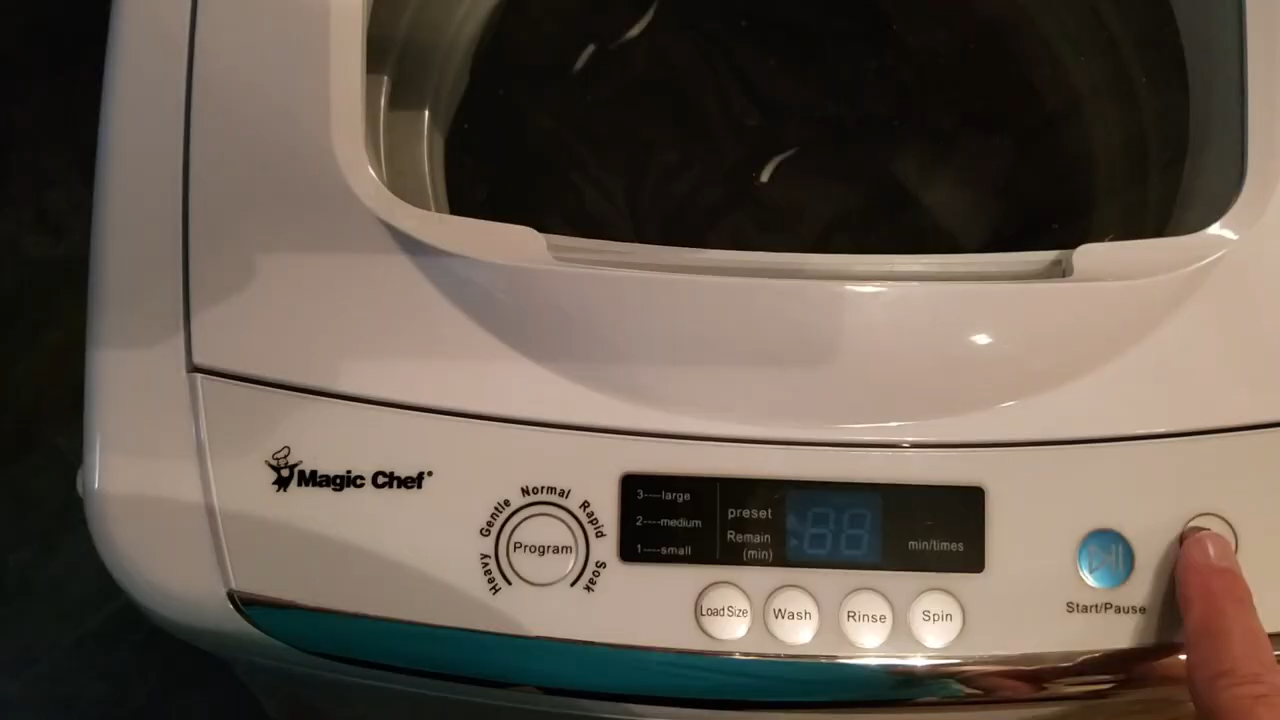 Magic Chef
Heavy Gentle Normal Rapid Soak
Program
3----large
2----medium
1----small
preset
Remain
(min)
88
min/times
Load Size
Wash
Rinse
Spin
Start/Pause